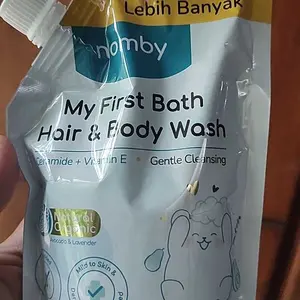 Lebih Banyak
My First Bath
Hair & Body Wash
Ceramide + Vitamin E • Gentle Cleansing
Natural
Organic
Avocado & Lavender
Mild to Skin &